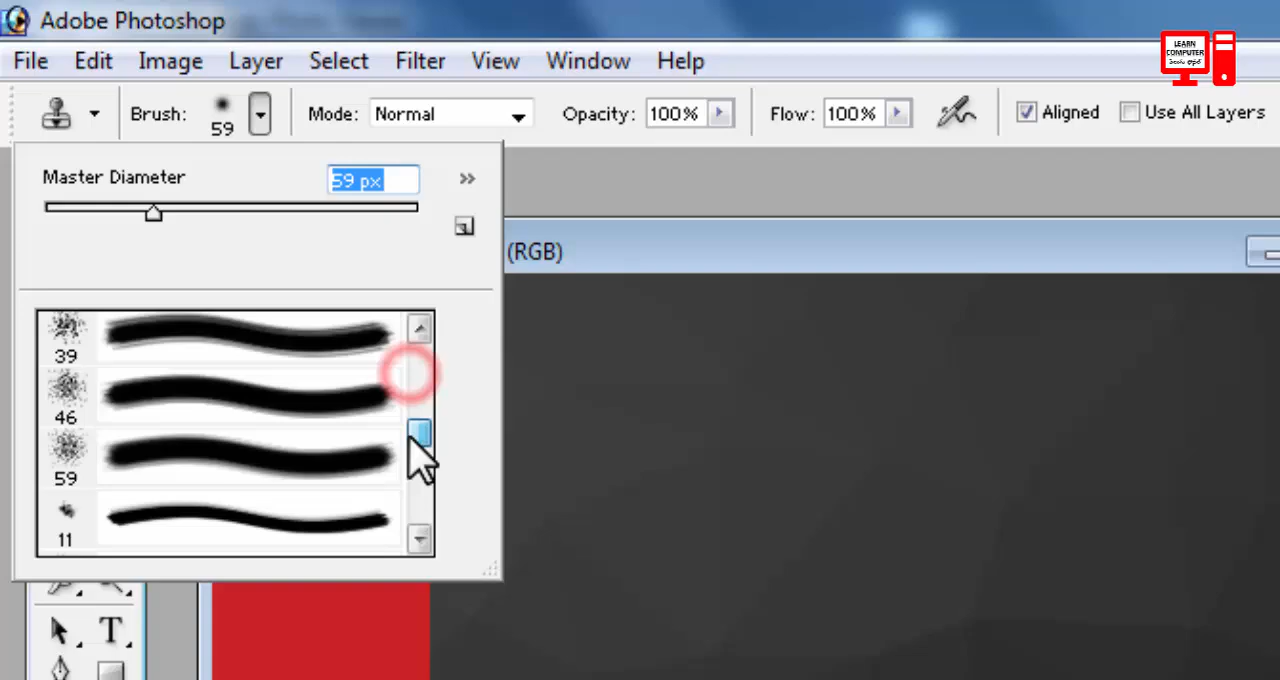 Adobe Photoshop
File Edit Image Layer Select Filter View Window Help
LEARN
COMPUTER
Brush: 59 Mode: Normal Opacity: 100% Flow: 100% Aligned Use All Layers
Master Diameter 59 px
(RGB)
39
46
59
11
T